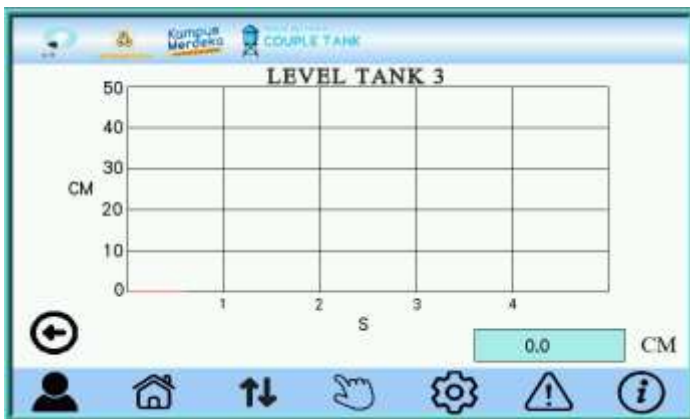 Kampus
Merdeka
COUPLE TANK
LEVEL TANK 3
50
40
30
CM
20
10
0
1 2 3 4
S
0.0 CM